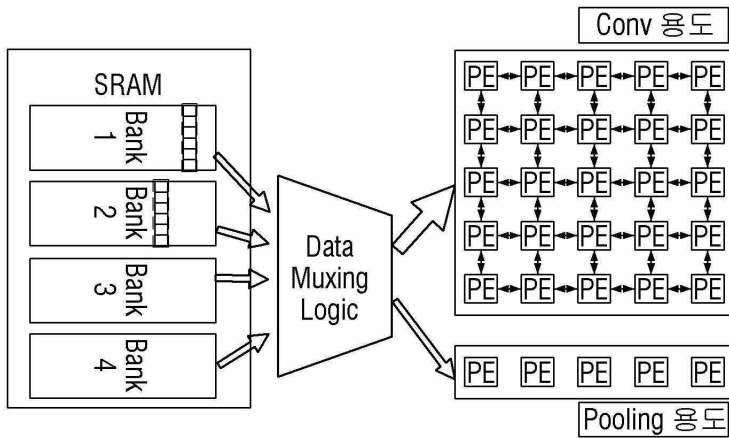 SRAM
Bank 1
Bank 2
Bank 3
Bank 4
Data
Muxing
Logic
Conv 용도
PE PE PE PE PE
PE PE PE PE PE
PE PE PE PE PE
PE PE PE PE PE
PE PE PE PE PE
PE PE PE PE PE
Pooling 용도